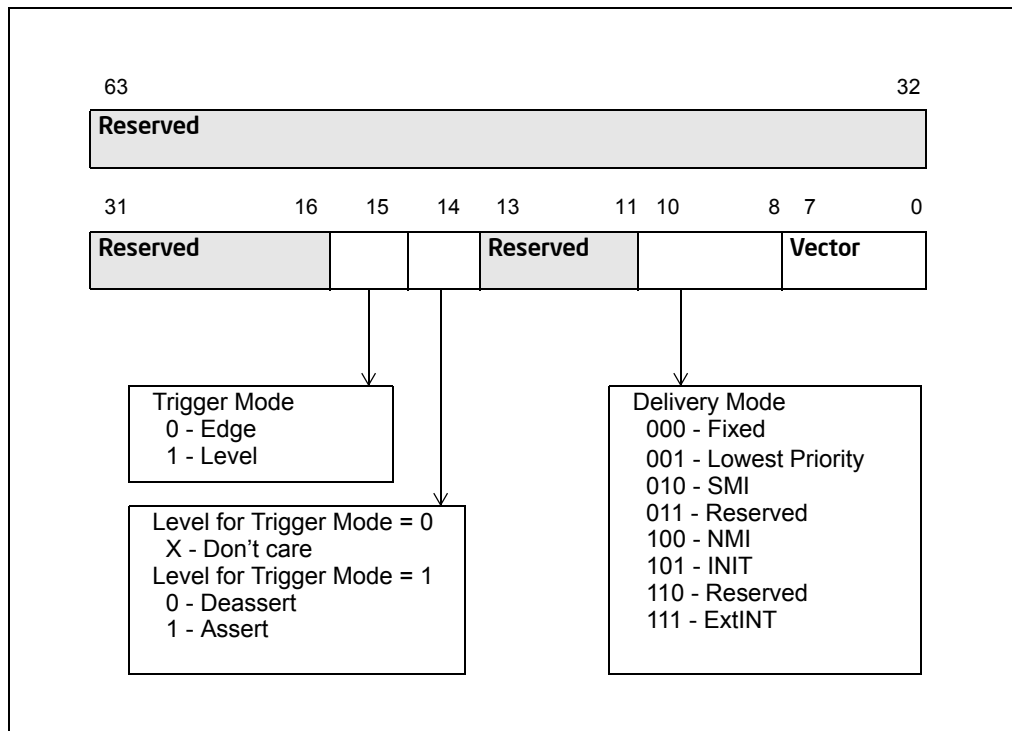 63 32
Reserved
31 16 15 14 13 11 10 8 7 0
Reserved Reserved Vector
Trigger Mode
0 - Edge
1 - Level
Level for Trigger Mode = 0
X - Don't care
Level for Trigger Mode = 1
0 - Deassert
1 - Assert
Delivery Mode
000 - Fixed
001 - Lowest Priority
010 - SMI
011 - Reserved
100 - NMI
101 - INIT
110 - Reserved
111 - ExtINT